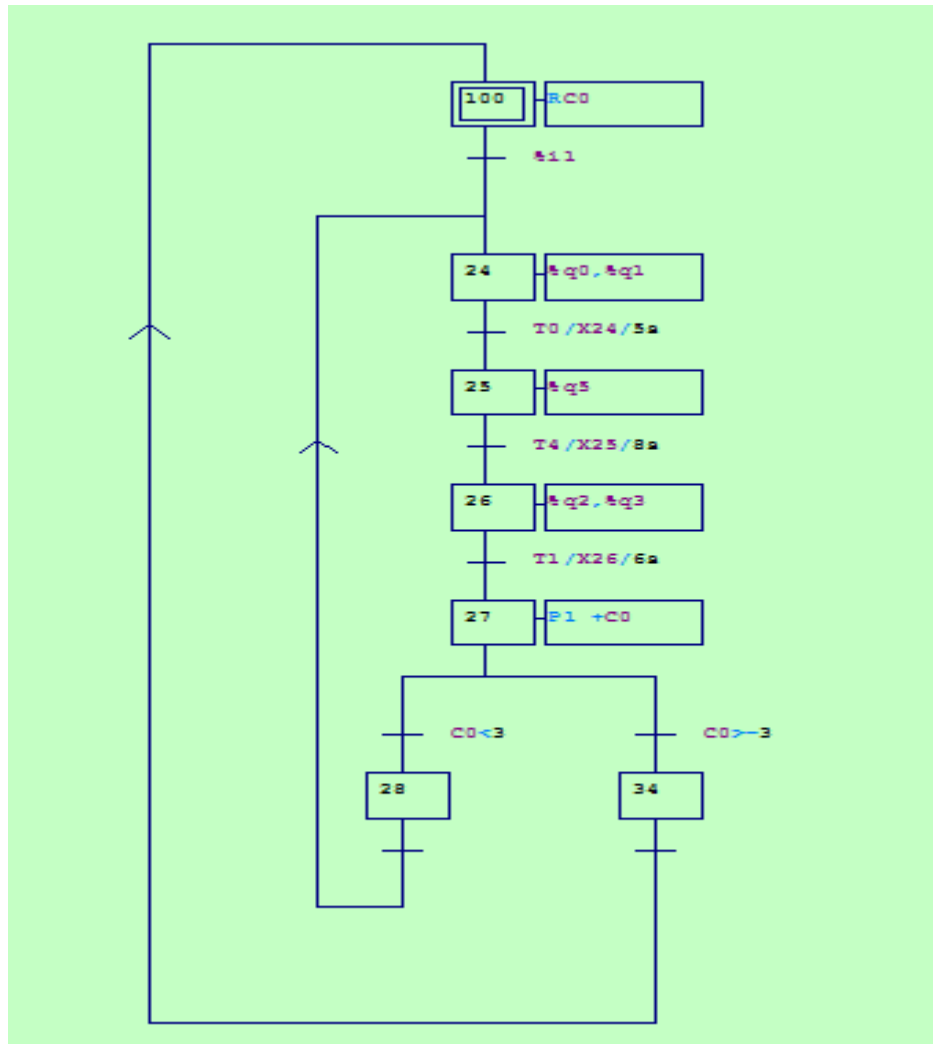 100 RC0
%i1
24 %q0,%q1
T0/X24/5s
25 %q5
T4/X25/8s
26 %q2,%q3
T1/X26/6s
27 P1 +C0
C0<3 C0>=3
28 34